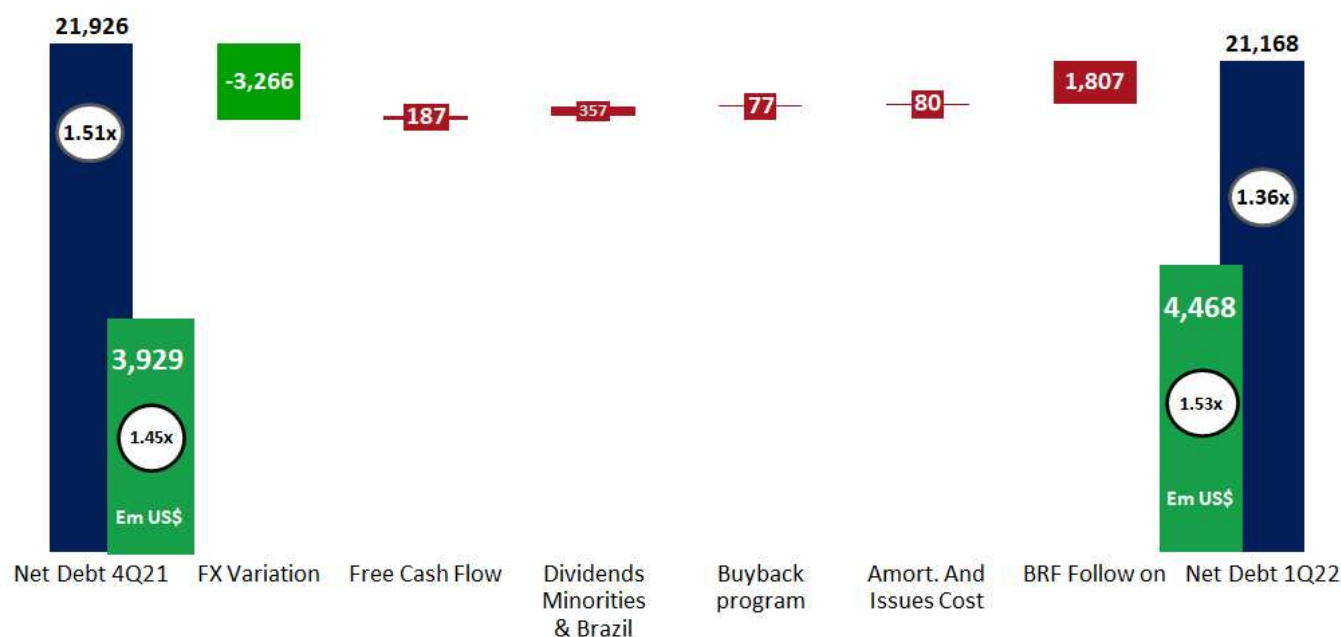 21,926
21,168
-3,266
187
357
77
80
1,807
1.51x
1.36x
3,929
4,468
1.45x
1.53x
Em US$
Em US$
Net Debt 4Q21
FX Variation
Free Cash Flow
Dividends
Minorities
& Brazil
Buyback
program
Amort. And
Issues Cost
BRF Follow on
Net Debt 1Q22